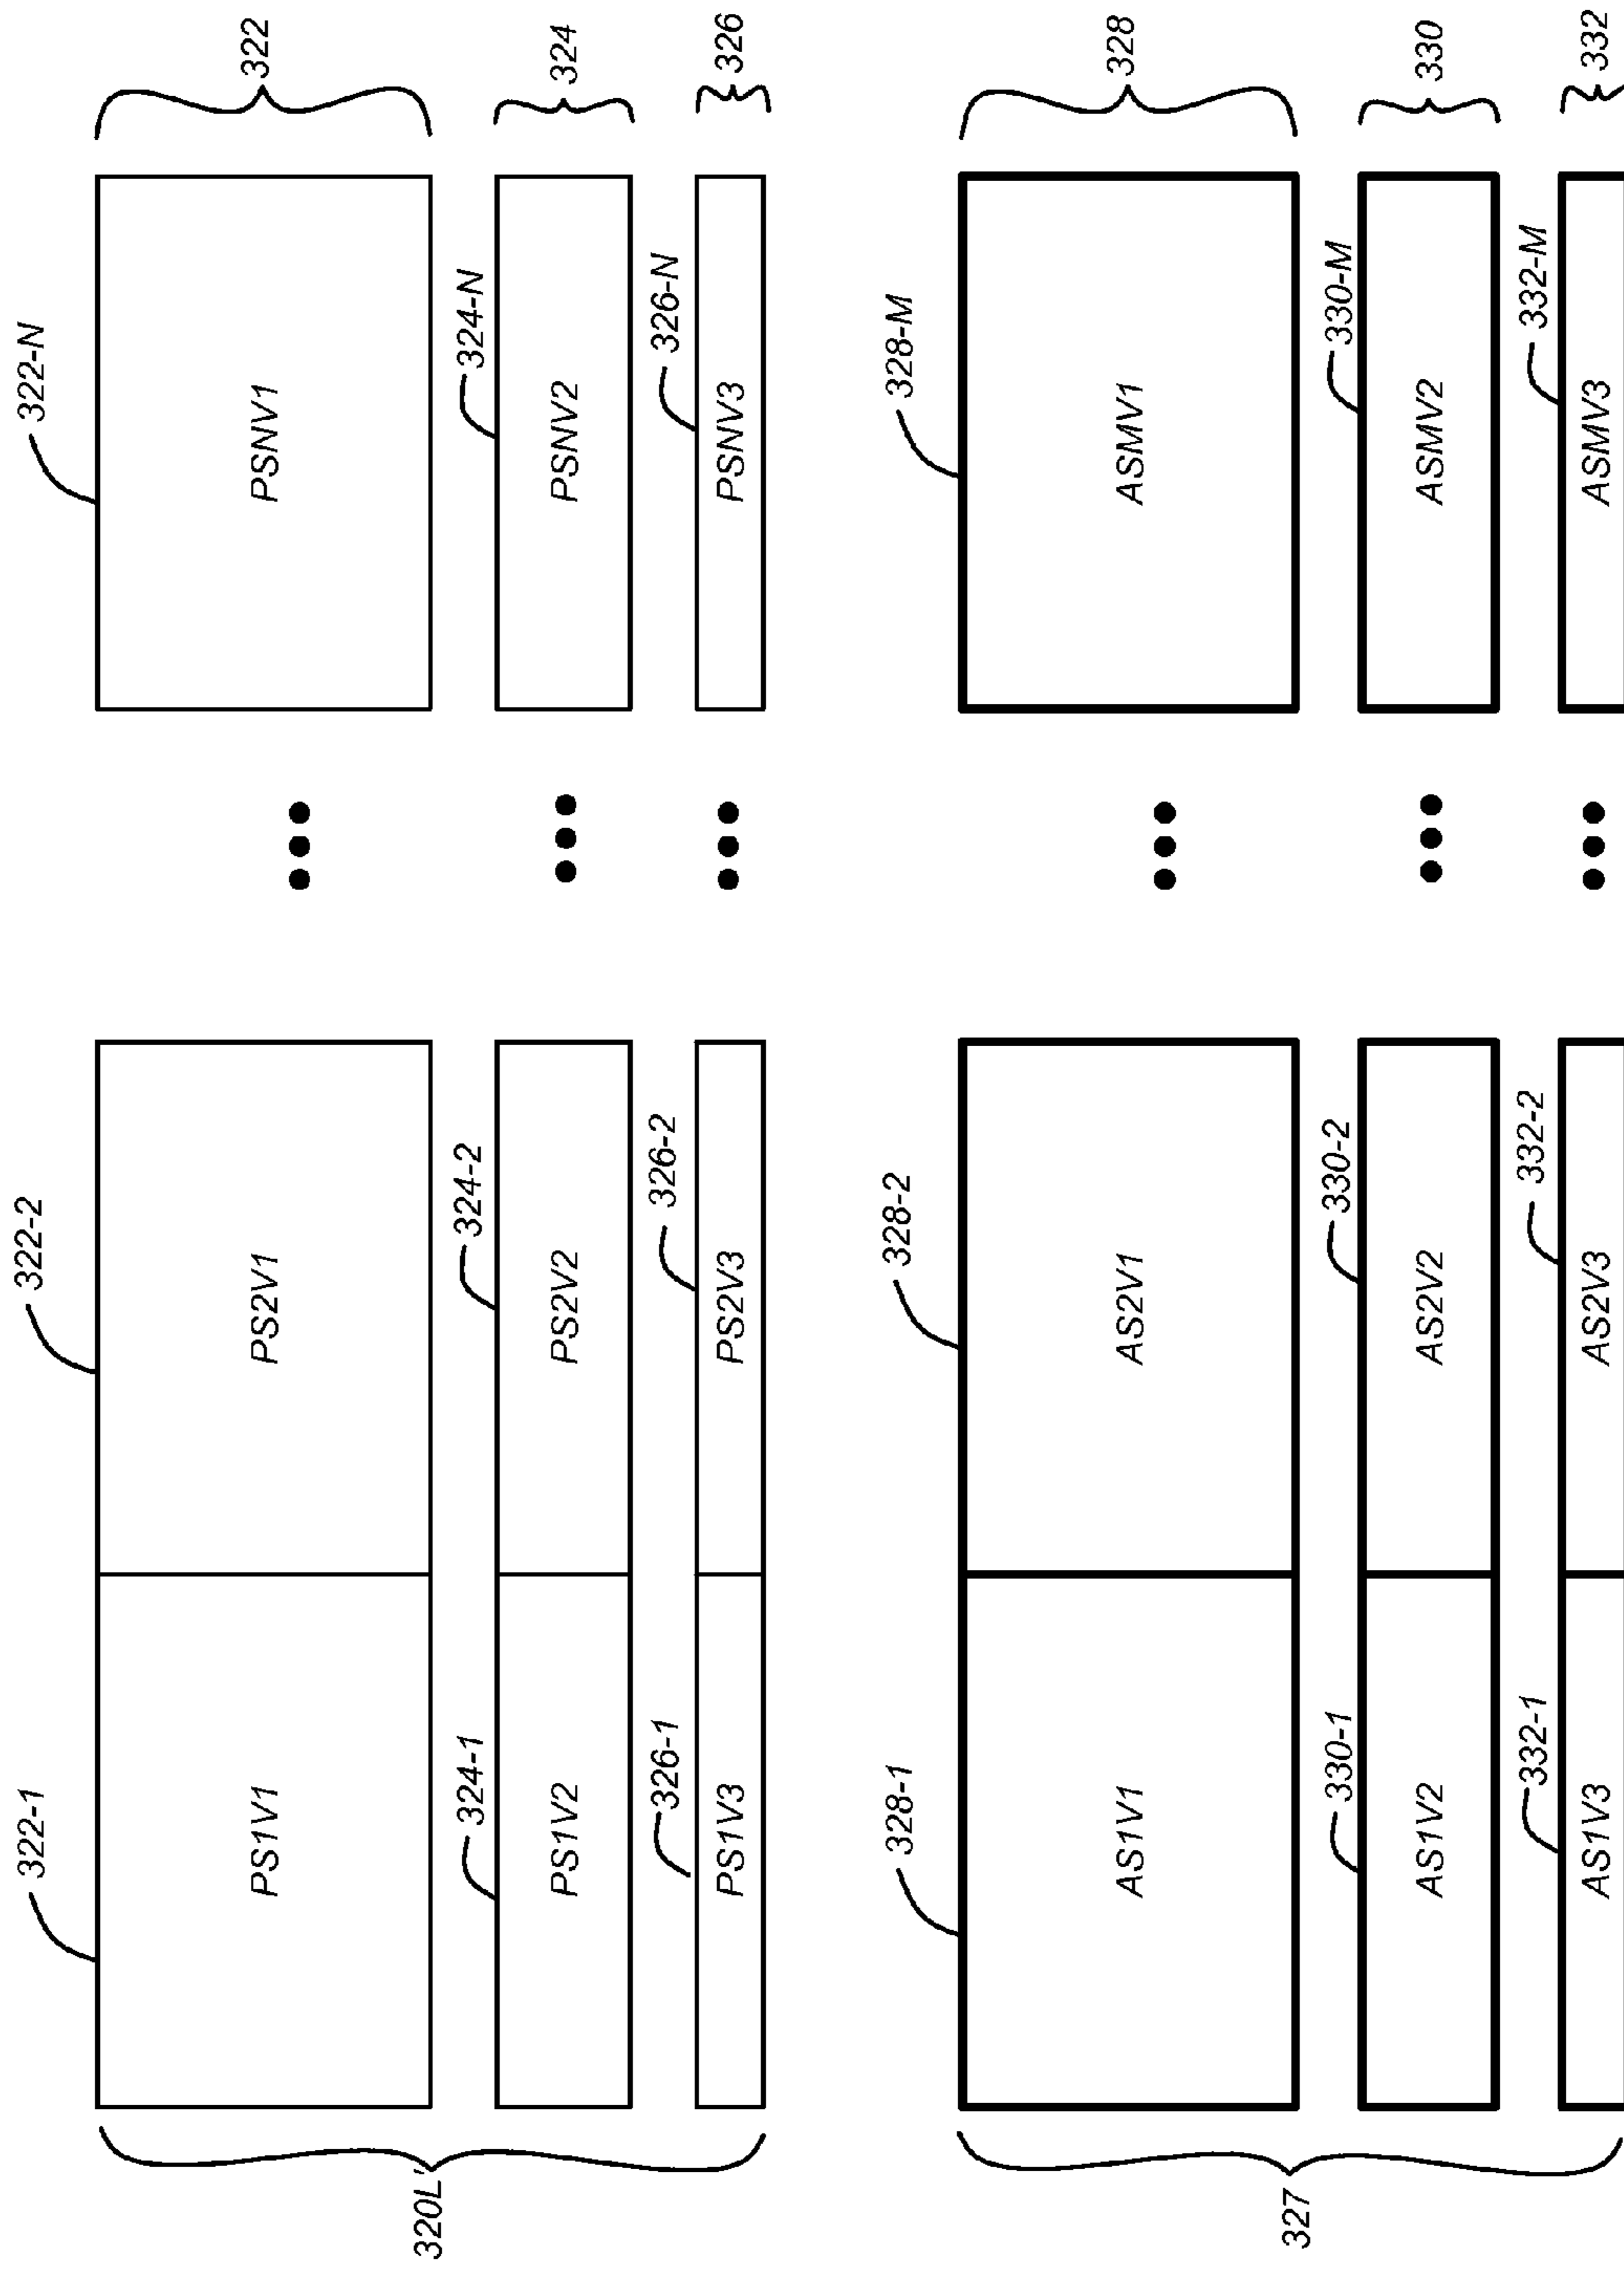 322-1 322-2 322-N
PS1V1 PS2V1 PSNV1 322
324-1 324-2 324-N
PS1V2 PS2V2 PSNV2 324
326-1 326-2 326-N
PS1V3 PS2V3 PSNV3 326
320L'
328-1 328-2 328-M
AS1V1 AS2V1 ASMV1 328
330-1 330-2 330-M
AS1V2 AS2V2 ASMV2 330
332-1 332-2 332-M
AS1V3 AS2V3 ASMV3 332
327